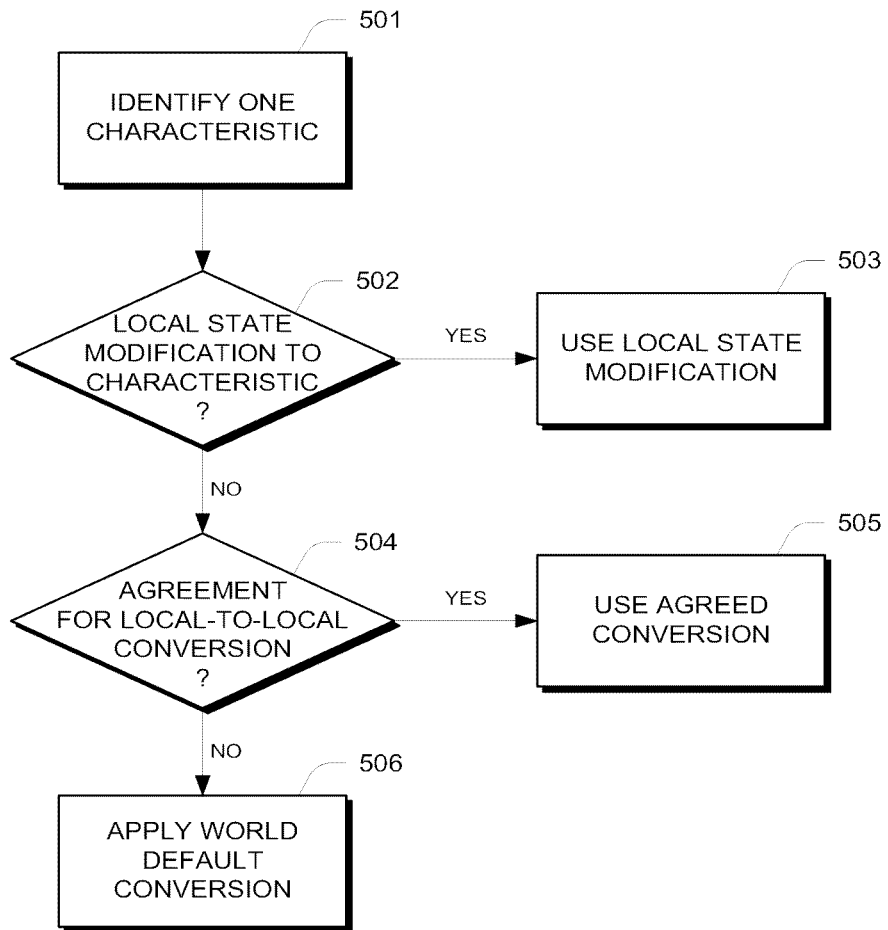 501
IDENTIFY ONE
CHARACTERISTIC
502
LOCAL STATE
MODIFICATION TO
CHARACTERISTIC
?
YES
503
USE LOCAL STATE
MODIFICATION
NO
504
AGREEMENT
FOR LOCAL-TO-LOCAL
CONVERSION
?
YES
505
USE AGREED
CONVERSION
NO
506
APPLY WORLD
DEFAULT
CONVERSION